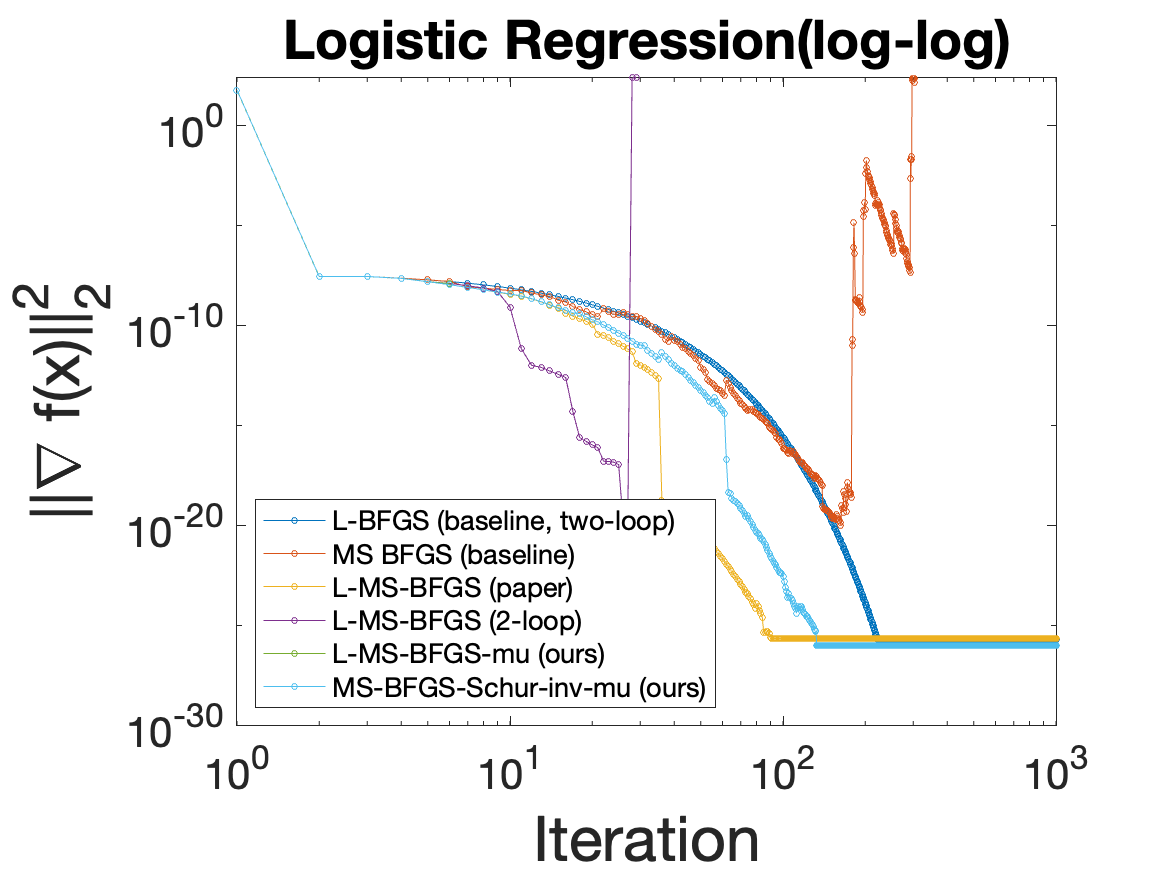 Logistic Regression(log-log)
10^0
10^-10
10^-20
10^-30
||∇ f(x)||_2^2
L-BFGS (baseline, two-loop)
MS BFGS (baseline)
L-MS-BFGS (paper)
L-MS-BFGS (2-loop)
L-MS-BFGS-mu (ours)
MS-BFGS-Schur-inv-mu (ours)
10^0 10^1 10^2 10^3
Iteration